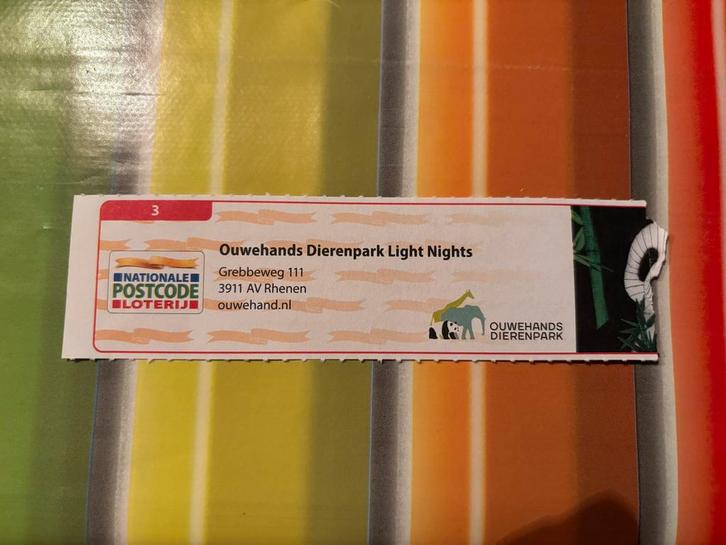 3
NATIONALE
POSTCODE
LOTERIJ
Ouwehands Dierenpark Light Nights
Grebbeweg 111
3911 AV Rhenen
ouwehand.nl
OUWEHANDS
DIERENPARK